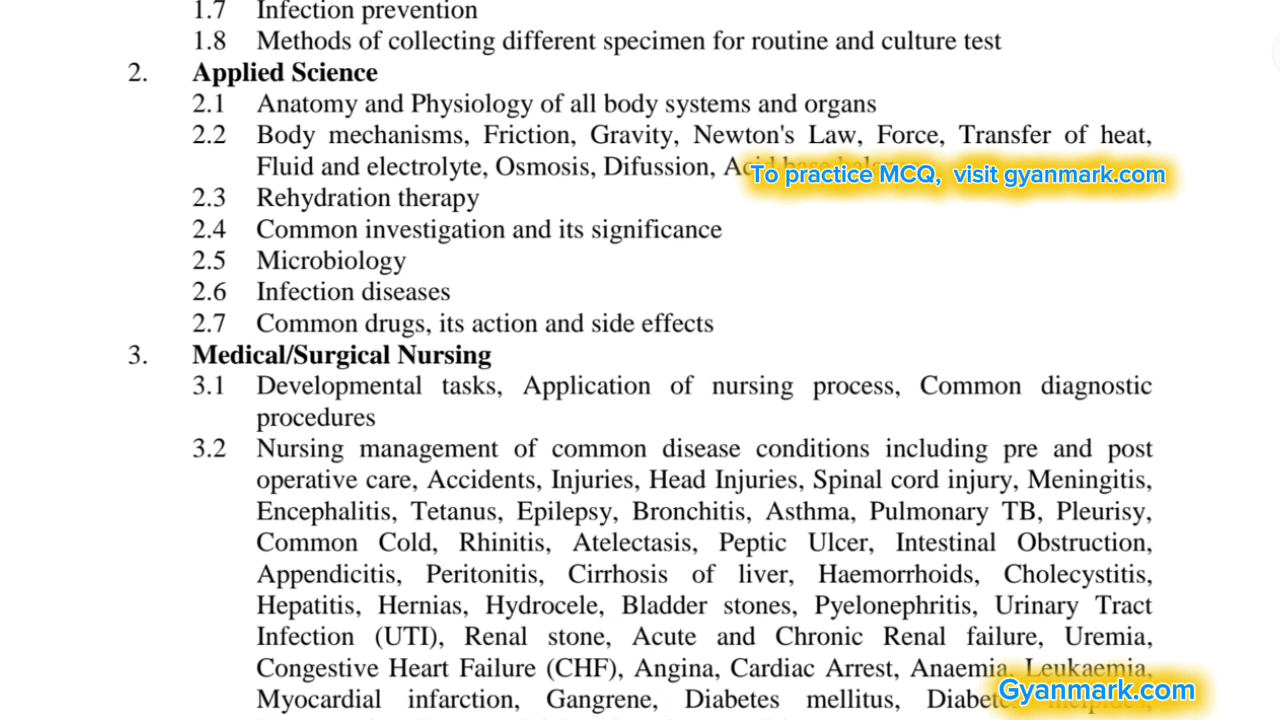 1.7 Infection prevention
1.8 Methods of collecting different specimen for routine and culture test
2. Applied Science
2.1 Anatomy and Physiology of all body systems and organs
2.2 Body mechanisms, Friction, Gravity, Newton's Law, Force, Transfer of heat,
Fluid and electrolyte, Osmosis, Difussion, Acid base
To practice MCQ, visit gyanmark.com
2.3 Rehydration therapy
2.4 Common investigation and its significance
2.5 Microbiology
2.6 Infection diseases
2.7 Common drugs, its action and side effects
3. Medical/Surgical Nursing
3.1 Developmental tasks, Application of nursing process, Common diagnostic
procedures
3.2 Nursing management of common disease conditions including pre and post
operative care, Accidents, Injuries, Head Injuries, Spinal cord injury, Meningitis,
Encephalitis, Tetanus, Epilepsy, Bronchitis, Asthma, Pulmonary TB, Pleurisy,
Common Cold, Rhinitis, Atelectasis, Peptic Ulcer, Intestinal Obstruction,
Appendicitis, Peritonitis, Cirrhosis of liver, Haemorrhoids, Cholecystitis,
Hepatitis, Hernias, Hydrocele, Bladder stones, Pyelonephritis, Urinary Tract
Infection (UTI), Renal stone, Acute and Chronic Renal failure, Uremia,
Congestive Heart Failure (CHF), Angina, Cardiac Arrest, Anaemia, Leukaemia,
Myocardial infarction, Gangrene, Diabetes mellitus,
Gyanmark.com